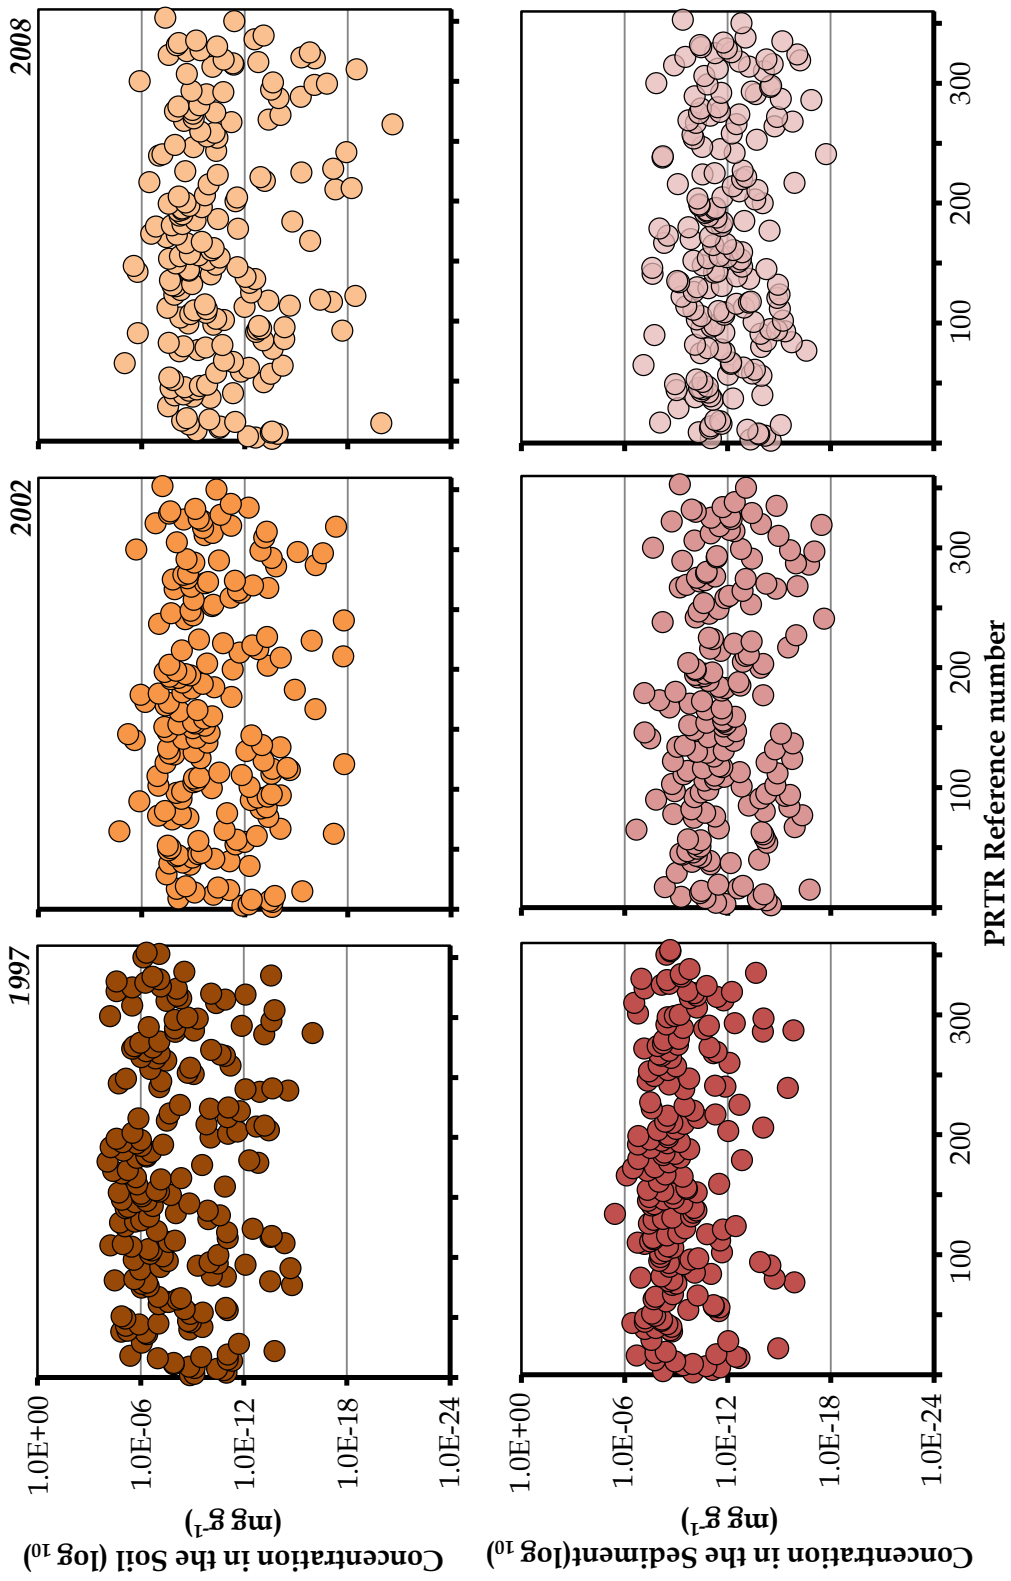 1997
2002
2008
Concentration in the Soil (log 10)
(mg g-1)
1.0E+00
1.0E-06
1.0E-12
1.0E-18
1.0E-24
Concentration in the Sediment(log 10)
(mg g-1)
1.0E+00
1.0E-06
1.0E-12
1.0E-18
1.0E-24
100
200
300
100
200
300
100
200
300
PRTR Reference number